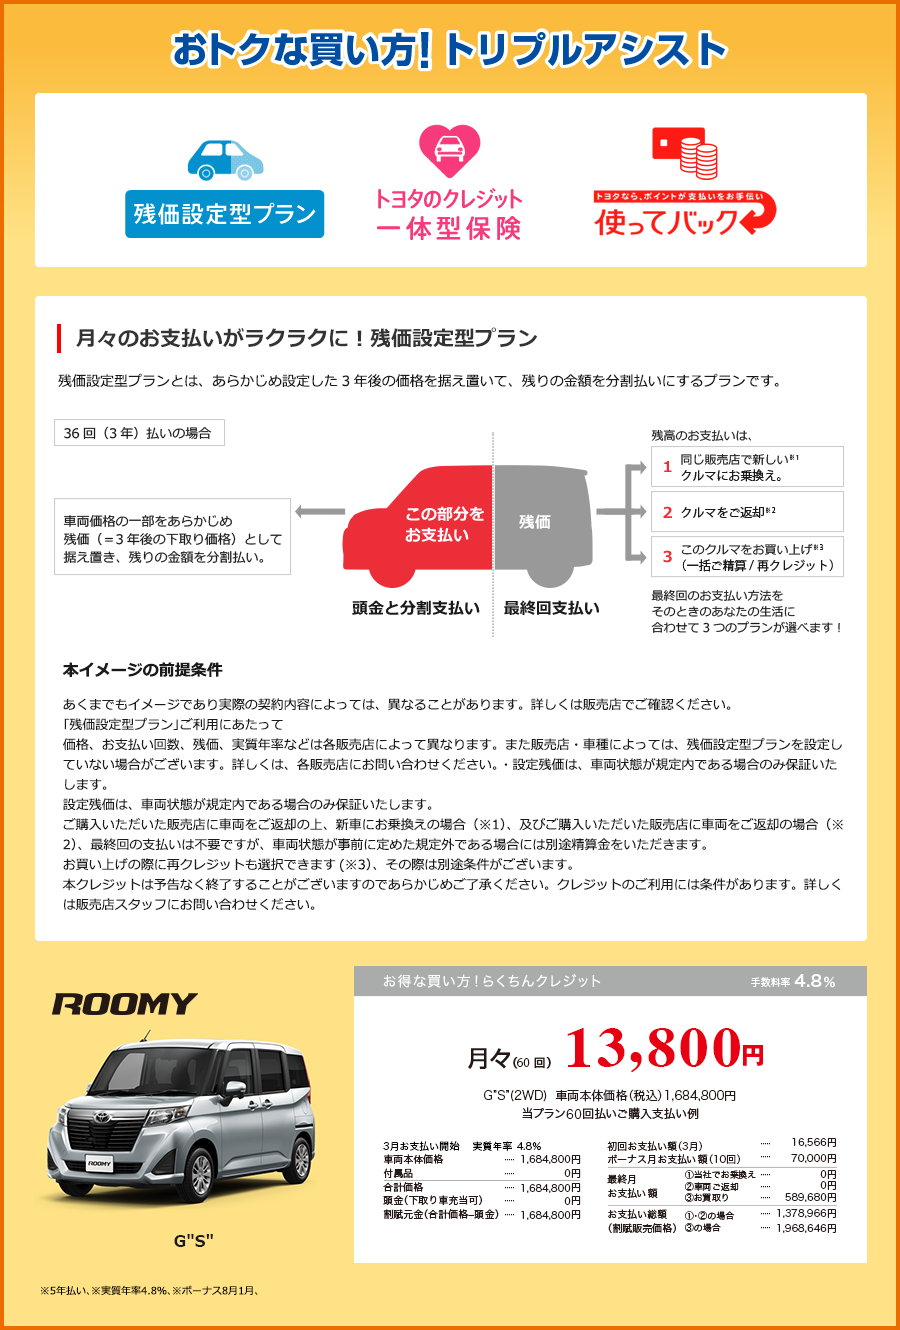 おトクな買い方！トリプルアシスト
残価設定型プラン
トヨタのクレジット
一体型保険
トヨタなら、ポイントが支払いをお手伝い
使ってバック
月々のお支払いがラクラクに！残価設定型プラン
残価設定型プランとは、あらかじめ設定した３年後の価格を据え置いて、残りの金額を分割払いにするプランです。
36 回（3 年）払いの場合
車両価格の一部をあらかじめ
残価（＝3 年後の下取り価格）として
据え置き、残りの金額を分割払い。
この部分を
お支払い
残価
頭金と分割支払い
最終回支払い
残高のお支払いは、
1 同じ販売店で新しい※1
クルマにお乗換え。
2 クルマをご返却※2
3 このクルマをお買い上げ※3
（一括ご精算 / 再クレジット）
最終回のお支払い方法を
そのときのあなたの生活に
合わせて３つのプランが選べます！
本イメージの前提条件
あくまでもイメージであり実際の契約内容によっては、異なることがあります。詳しくは販売店でご確認ください。
「残価設定型プラン」ご利用にあたって
価格、お支払い回数、残価、実質年率などは各販売店によって異なります。また販売店・車種によっては、残価設定型プランを設定し
ていない場合がございます。詳しくは、各販売店にお問い合わせください。・設定残価は、車両状態が規定内である場合のみ保証いた
します。
設定残価は、車両状態が規定内である場合のみ保証いたします。
ご購入いただいた販売店に車両をご返却の上、新車にお乗換えの場合（※1）、及びご購入いただいた販売店に車両をご返却の場合（※
2）、最終回の支払いは不要ですが、車両状態が事前に定めた規定外である場合には別途精算金をいただきます。
お買い上げの際に再クレジットも選択できます (※3）、その際は別途条件がございます。
本クレジットは予告なく終了することがございますのであらかじめご了承ください。クレジットのご利用には条件があります。詳しく
は販売店スタッフにお問い合わせください。
ROOMY
ROOMY
G"S"
お得な買い方！らくちんクレジット 手数料率 4.8%
月々（60 回） 13,800円
G"S"(2WD) 車両本体価格（税込）1,684,800円
当プラン60回払いご購入支払い例
3月お支払い開始 実質年率 4.8%
車両本体価格 ····· 1,684,800円
付属品 ····· 0円
合計価格 ····· 1,684,800円
頭金（下取り車充当可） ····· 0円
割賦元金（合計価格−頭金） ····· 1,684,800円
初回お支払い額（3月） ····· 16,566円
ボーナス月お支払い額（10回） ····· 70,000円
最終月
お支払い額
①当社でお乗換え ····· 0円
②車両ご返却 ····· 0円
③お買取り ····· 589,680円
お支払い総額 ①・②の場合 ····· 1,378,966円
（割賦販売価格） ③の場合 ····· 1,968,646円
※5年払い、※実質年率4.8%、※ボーナス8月1月、